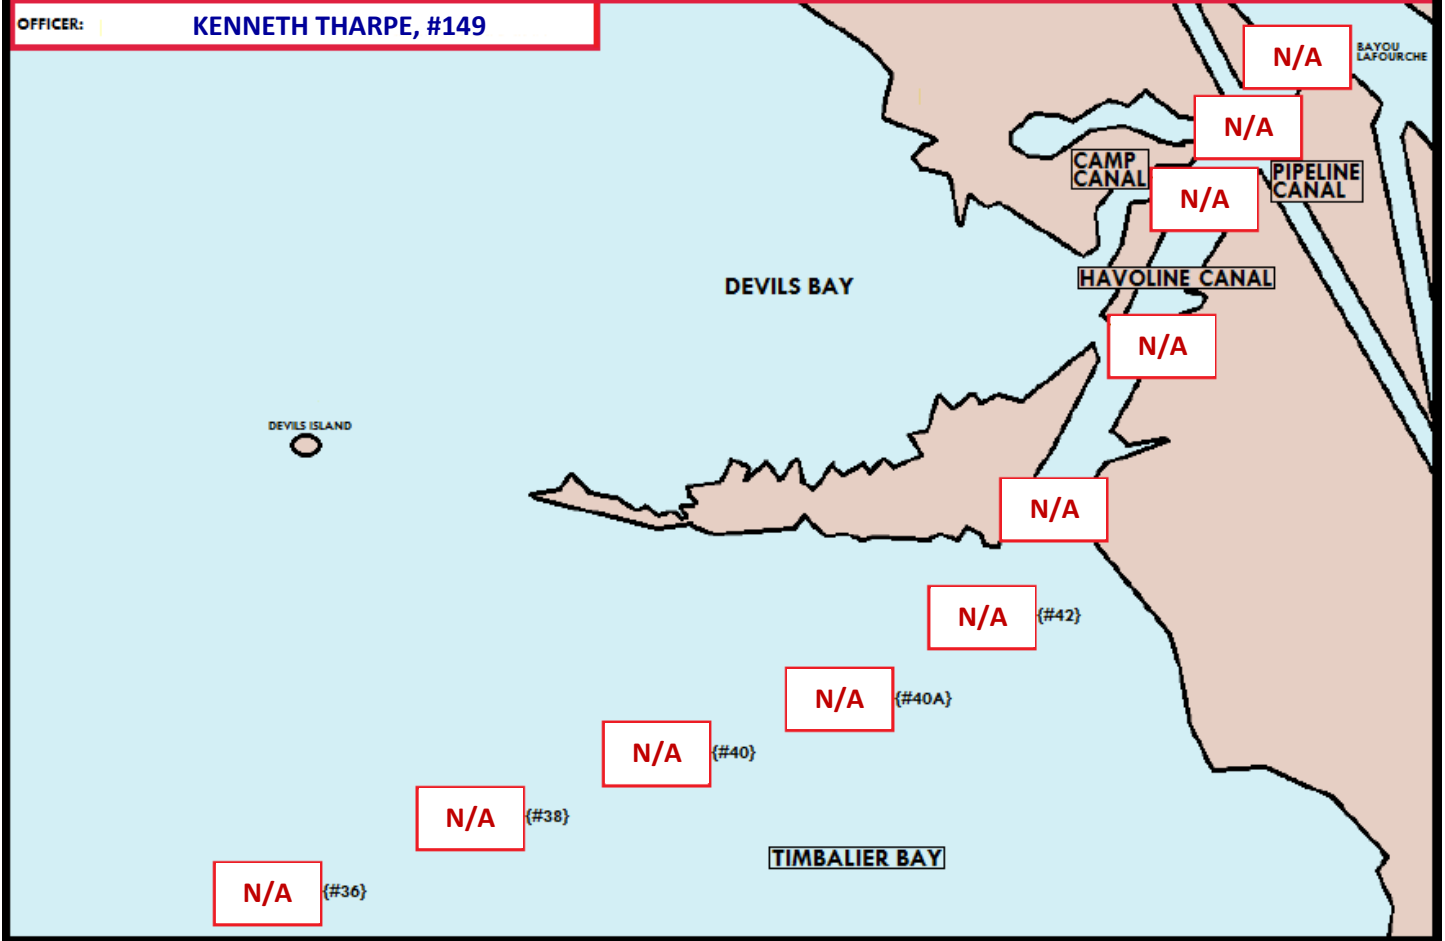 OFFICER: KENNETH THARPE, #149
N/A BAYOU
LAFOURCHE
N/A
CAMP
CANAL
PIPELINE
CANAL
N/A
HAVOLINE CANAL
DEVILS BAY
N/A
DEVILS ISLAND
N/A
N/A {#42}
N/A {#40A}
N/A {#40}
N/A {#38}
TIMBALIER BAY
N/A {#36}